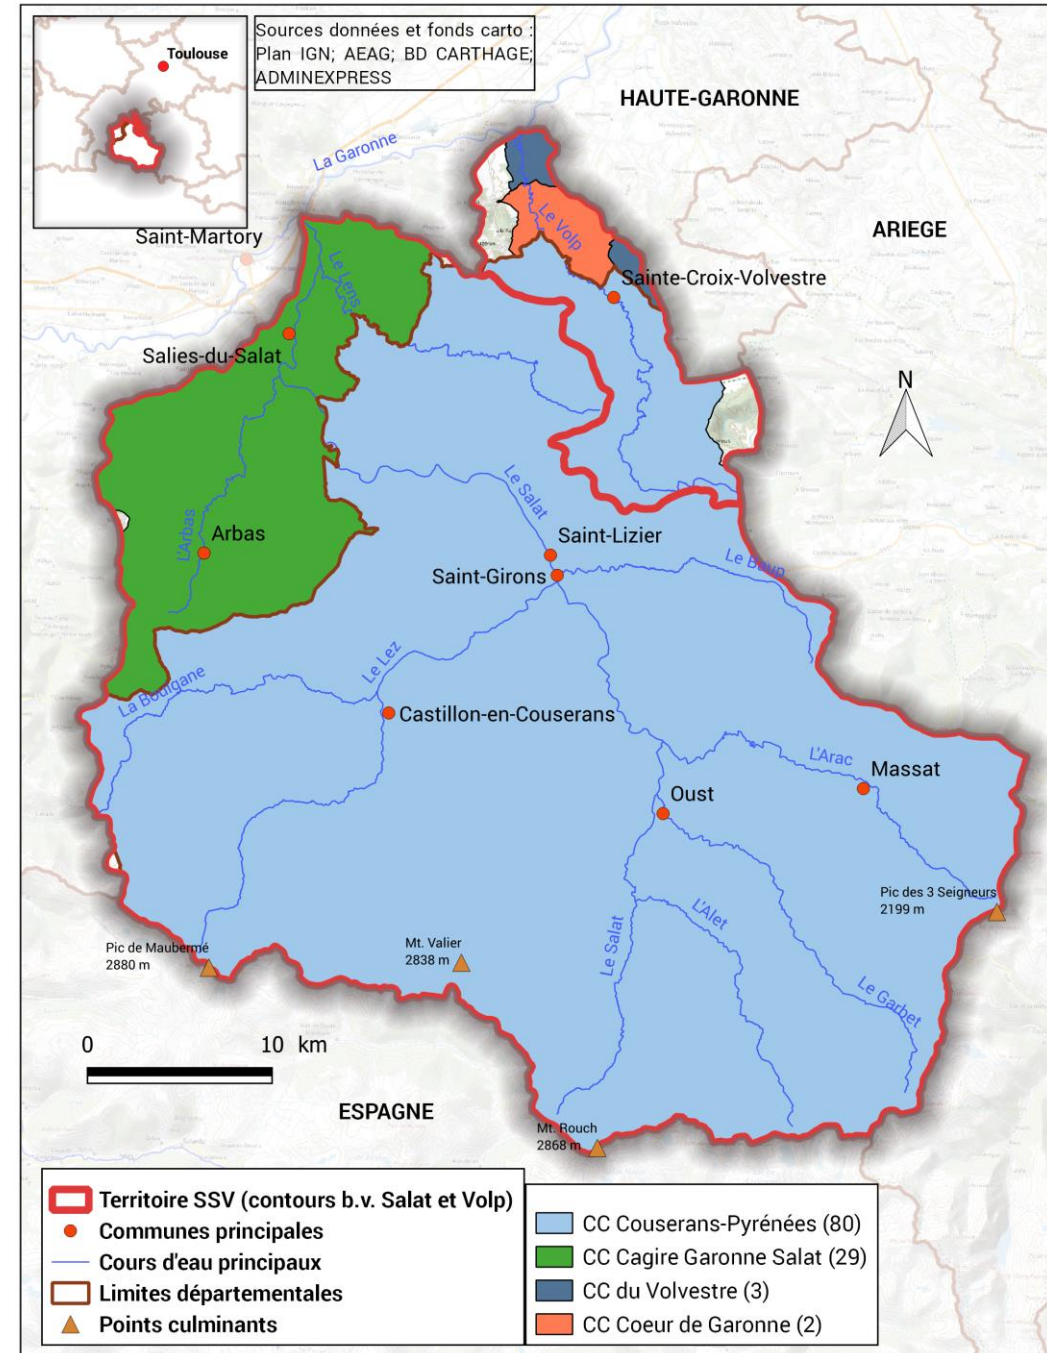 Toulouse
Sources données et fonds carto :
Plan IGN; AEAG; BD CARTHAGE;
ADMINEXPRESS
HAUTE-GARONNE
La Garonne
ARIEGE
Saint-Martory
Le Volp
Le Lens
Sainte-Croix-Volvestre
Salies-du-Salat
N
Le Salat
L'Arbas
Arbas
Saint-Lizier
Saint-Girons
Le Baup
Le Lez
La Bouigane
Castillon-en-Couserans
L'Arac
Massat
Oust
Pic des 3 Seigneurs
2199 m
L'Alet
Le Salat
Pic de Maubermé
2880 m
Mt. Valier
2838 m
Le Garbet
0 10 km
ESPAGNE
Mt. Rouch
2868 m
Territoire SSV (contours b.v. Salat et Volp)
Communes principales
Cours d'eau principaux
Limites départementales
Points culminants
CC Couserans-Pyrénées (80)
CC Cagire Garonne Salat (29)
CC du Volvestre (3)
CC Coeur de Garonne (2)